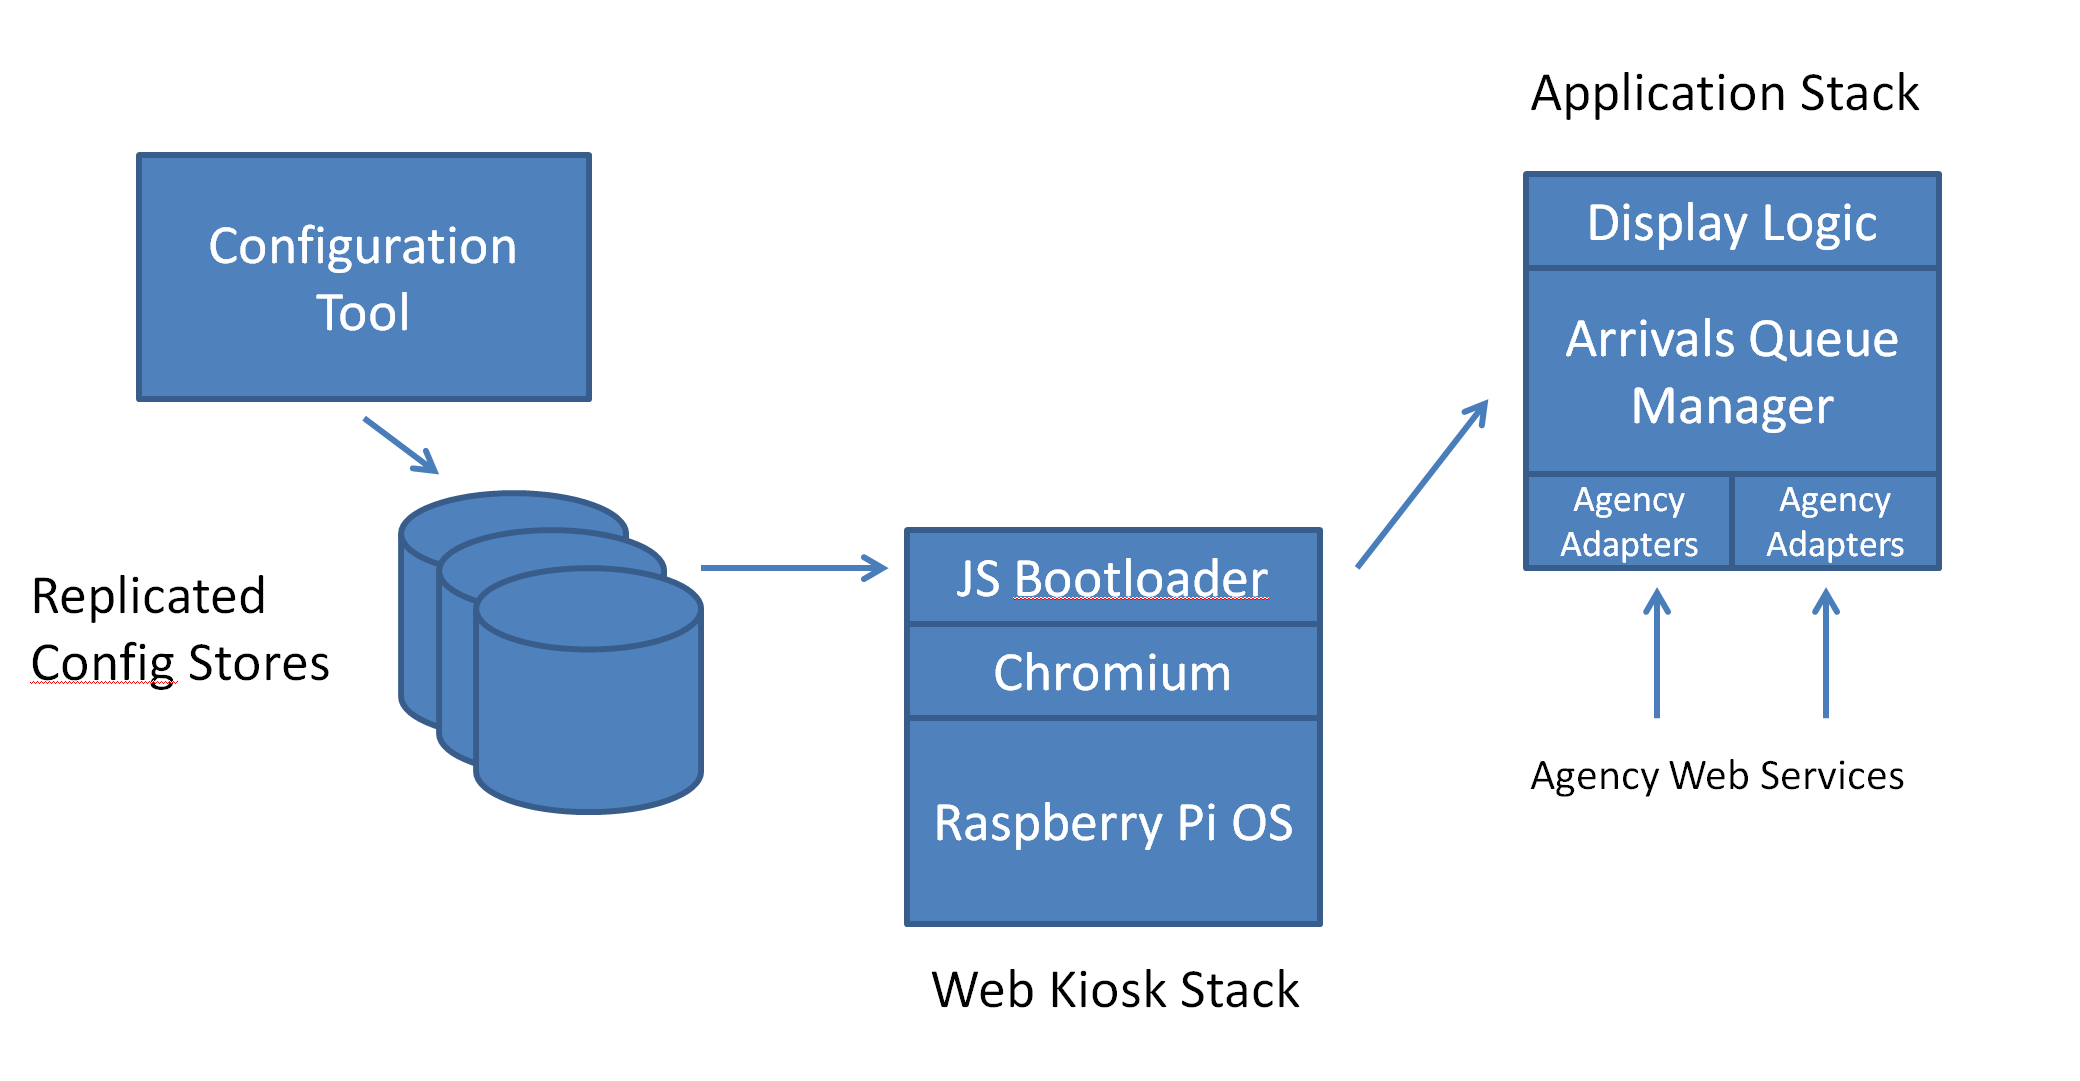 Application Stack
Configuration
Tool
Display Logic
Arrivals Queue
Manager
Agency
Adapters
Agency
Adapters
Replicated
Config Stores
JS Bootloader
Chromium
Raspberry Pi OS
Agency Web Services
Web Kiosk Stack